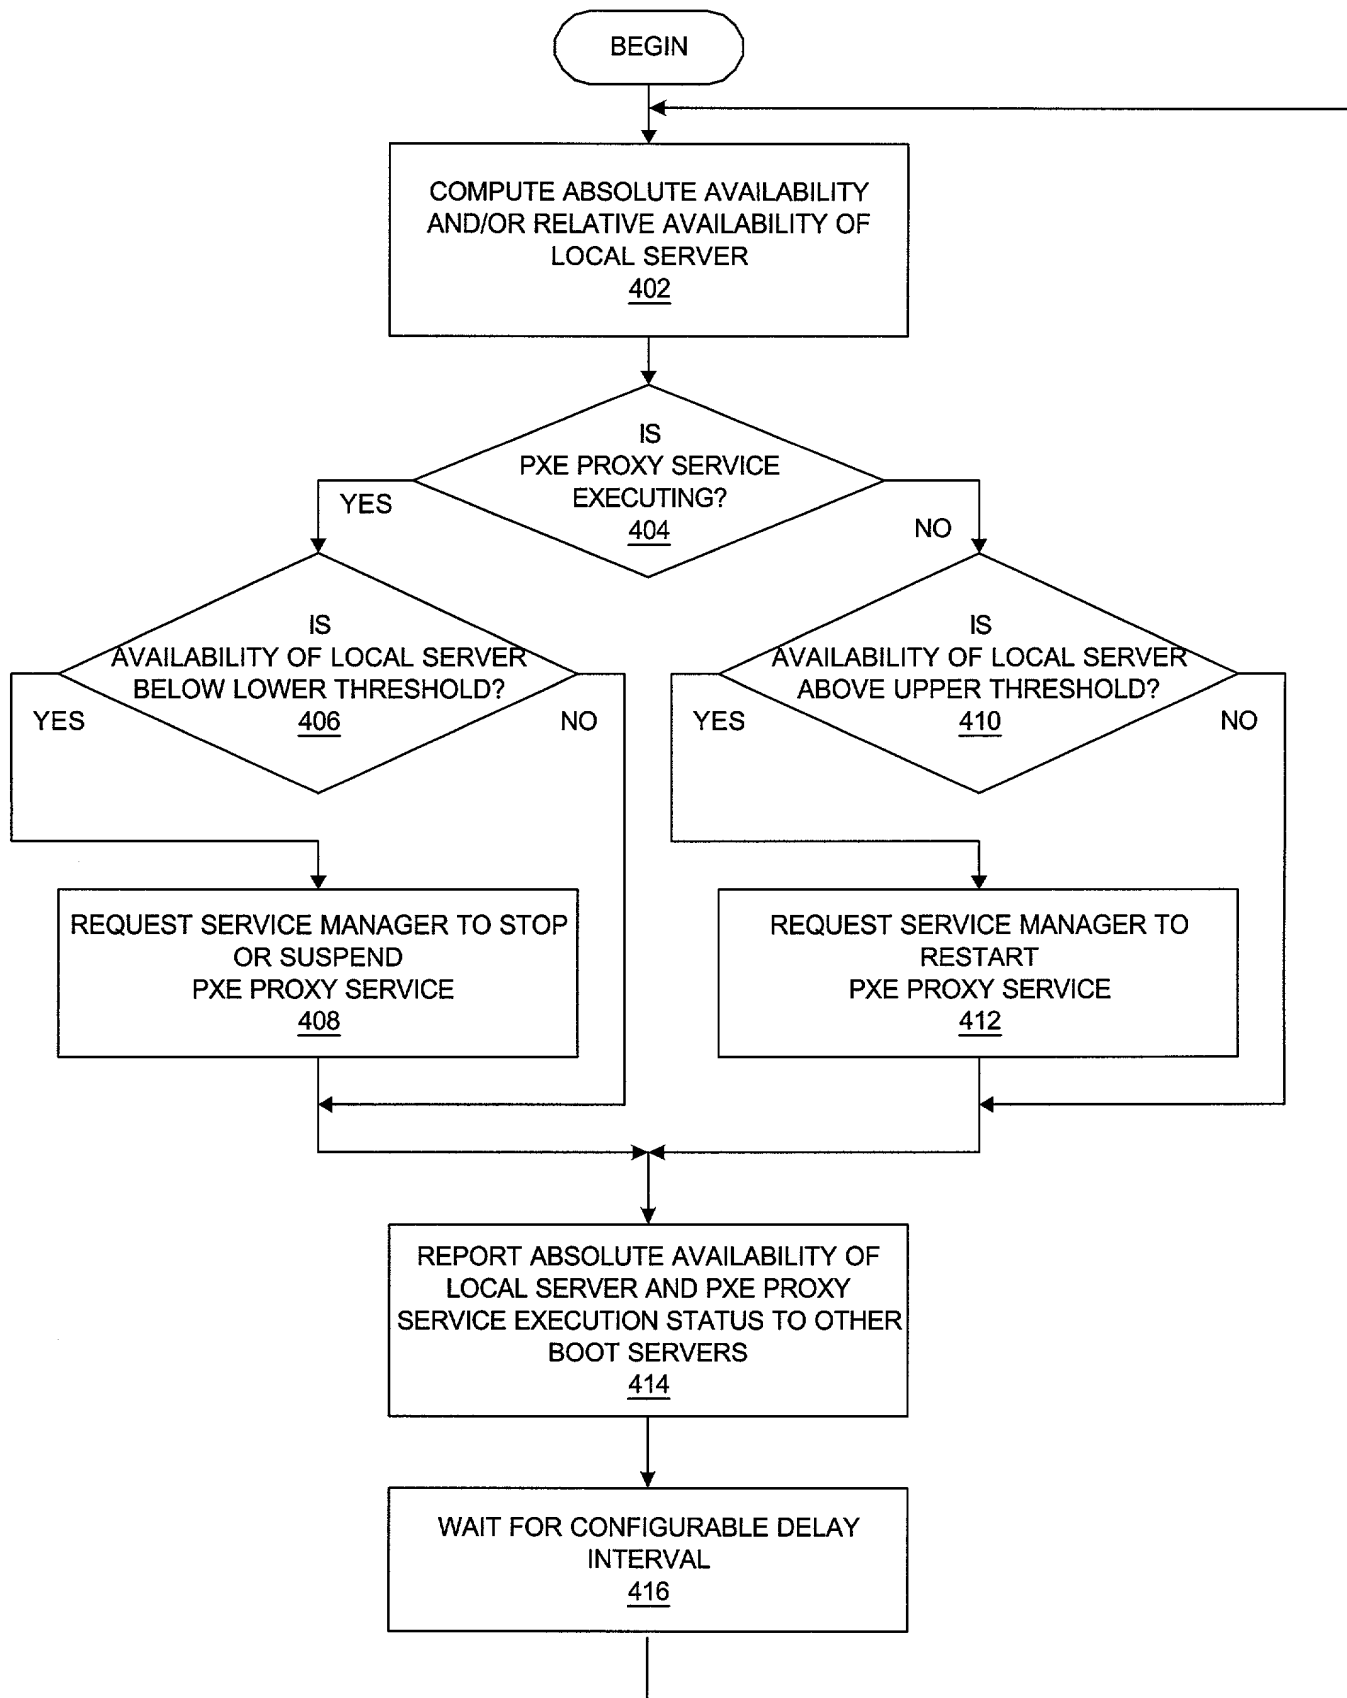 BEGIN
COMPUTE ABSOLUTE AVAILABILITY
AND/OR RELATIVE AVAILABILITY OF
LOCAL SERVER
402
IS
PXE PROXY SERVICE
EXECUTING?
404
YES
NO
IS
AVAILABILITY OF LOCAL SERVER
BELOW LOWER THRESHOLD?
406
YES
NO
IS
AVAILABILITY OF LOCAL SERVER
ABOVE UPPER THRESHOLD?
410
YES
NO
REQUEST SERVICE MANAGER TO STOP
OR SUSPEND
PXE PROXY SERVICE
408
REQUEST SERVICE MANAGER TO
RESTART
PXE PROXY SERVICE
412
REPORT ABSOLUTE AVAILABILITY OF
LOCAL SERVER AND PXE PROXY
SERVICE EXECUTION STATUS TO OTHER
BOOT SERVERS
414
WAIT FOR CONFIGURABLE DELAY
INTERVAL
416